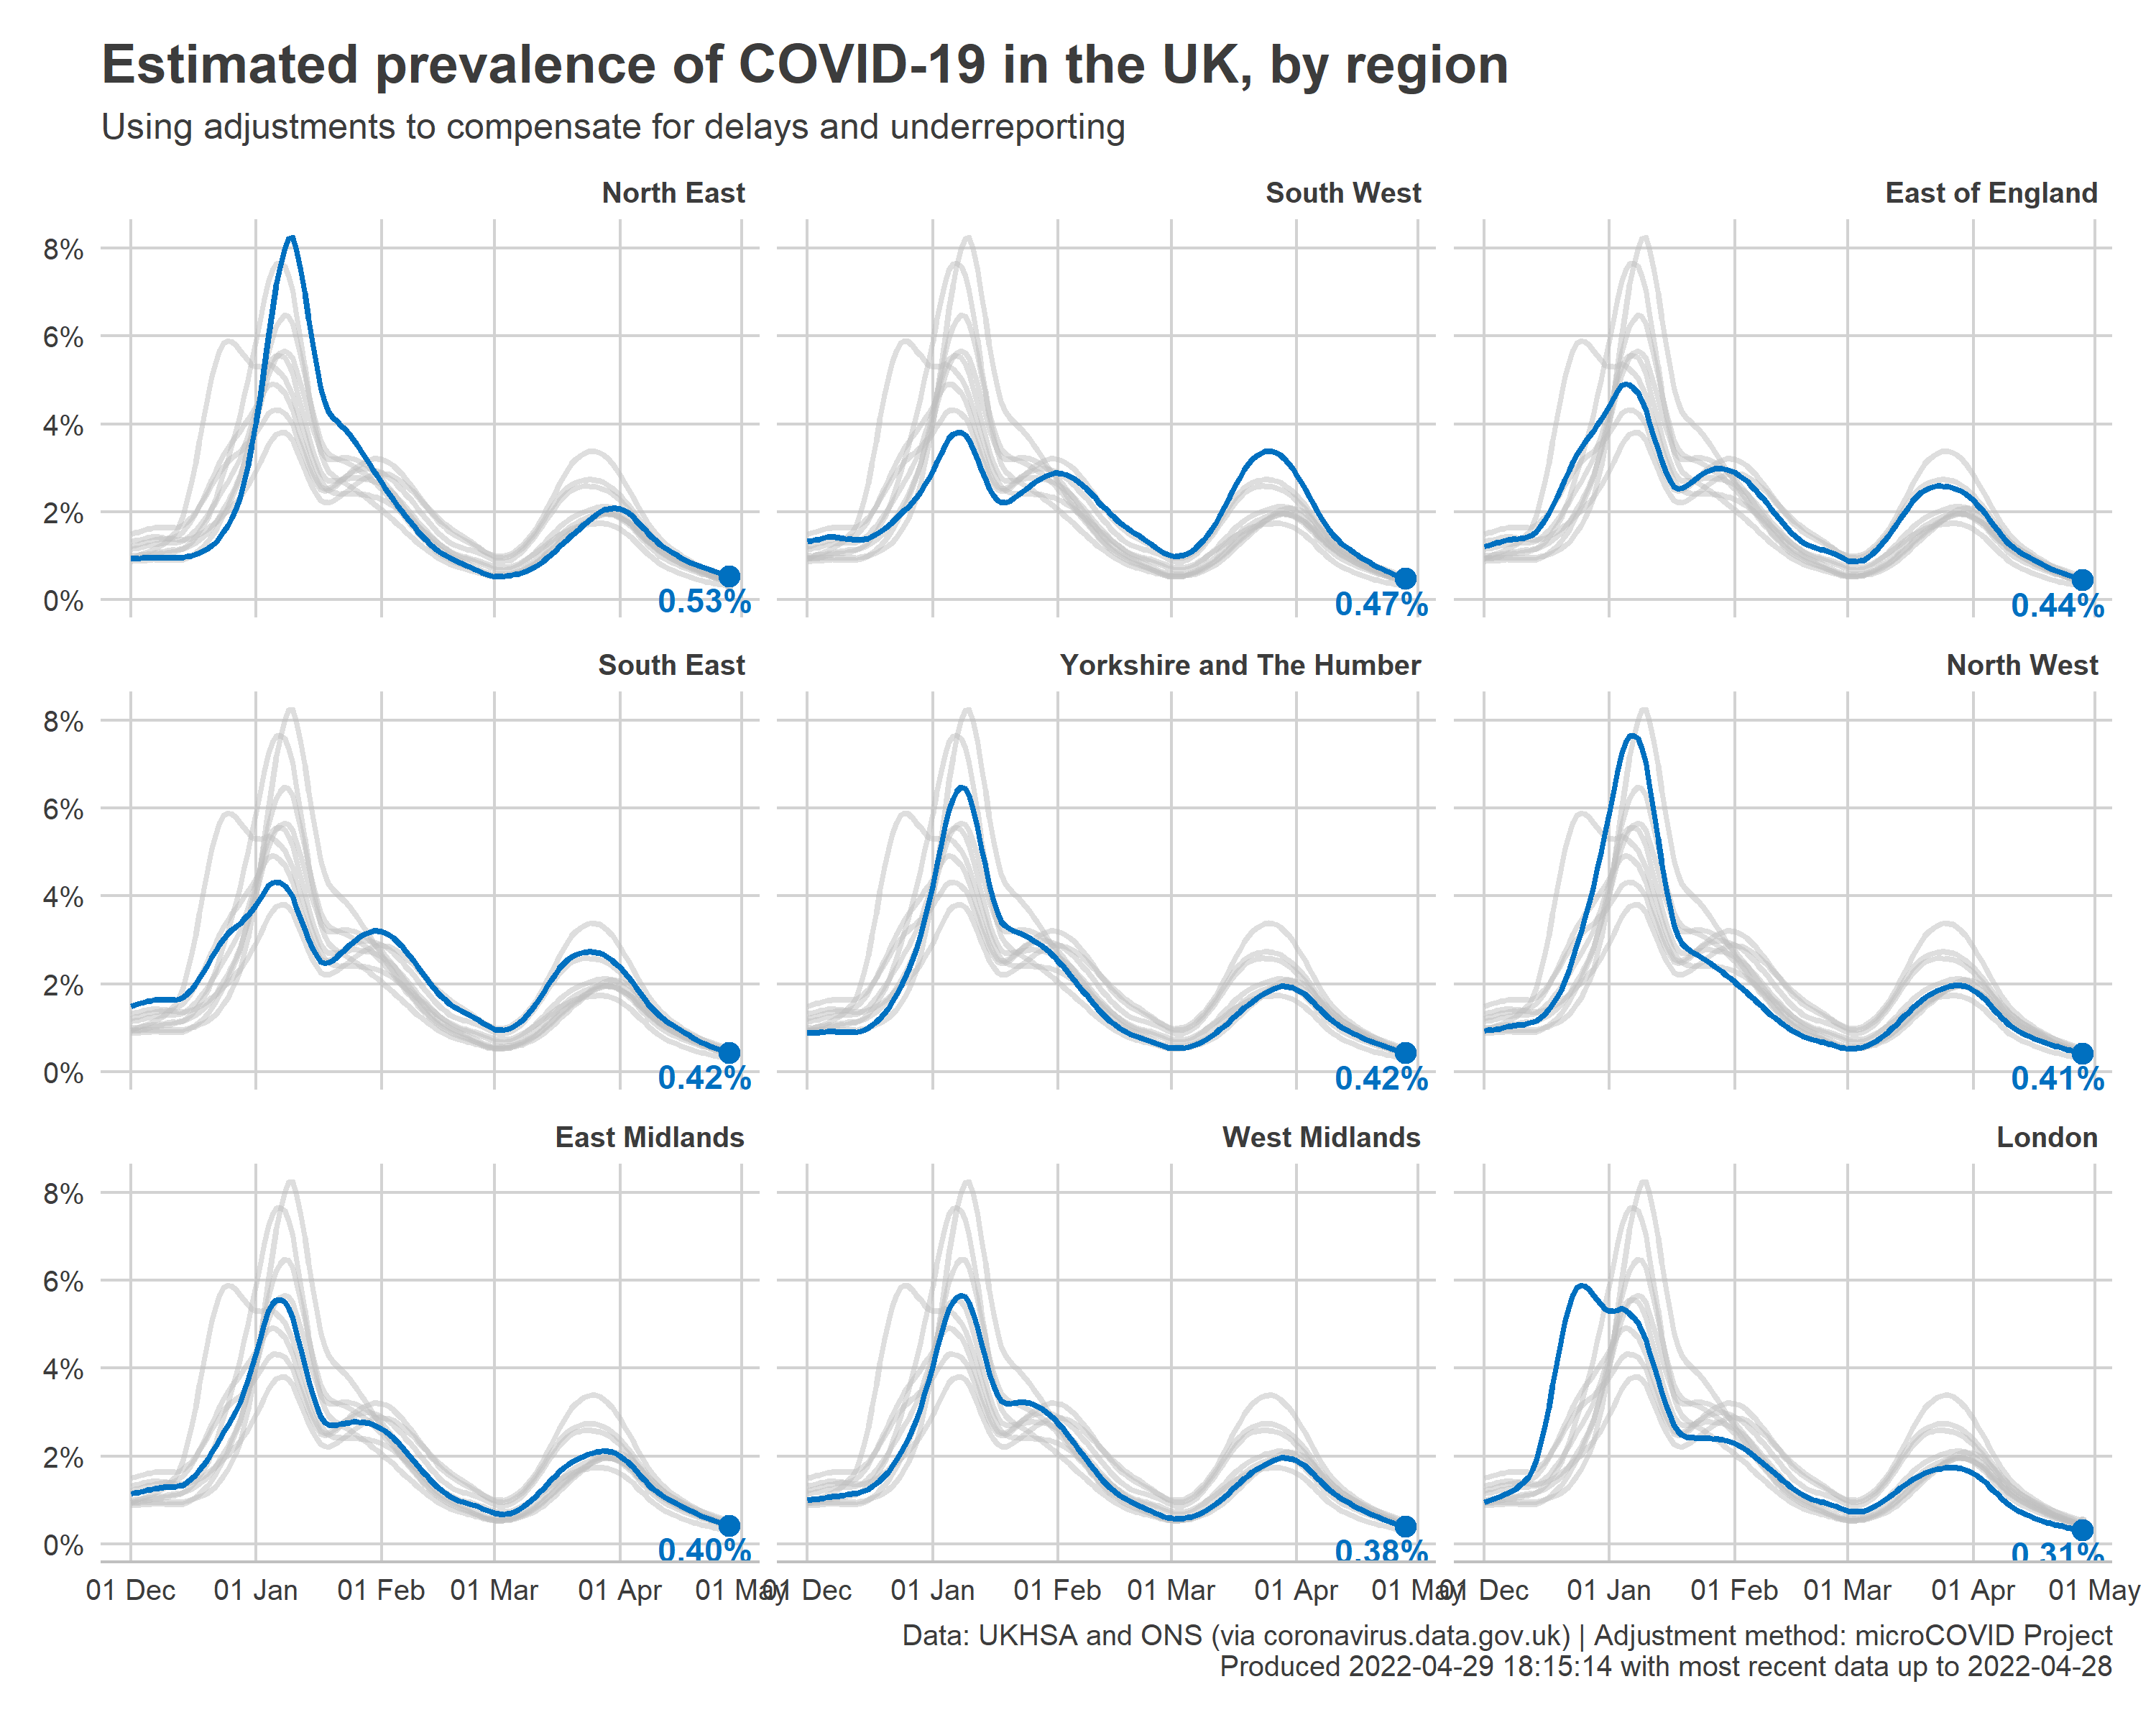 Estimated prevalence of COVID-19 in the UK, by region
Using adjustments to compensate for delays and underreporting
North East
South West
East of England
8%
6%
4%
2%
0%
0.53%
0.47%
0.44%
South East
Yorkshire and The Humber
North West
8%
6%
4%
2%
0%
0.42%
0.42%
0.41%
East Midlands
West Midlands
London
8%
6%
4%
2%
0%
0.40%
0.38%
0.31%
01 Dec 01 Jan 01 Feb 01 Mar 01 Apr 01 May 01 Dec 01 Jan 01 Feb 01 Mar 01 Apr 01 May 01 Dec 01 Jan 01 Feb 01 Mar 01 Apr 01 May
Data: UKHSA and ONS (via coronavirus.data.gov.uk) | Adjustment method: microCOVID Project
Produced 2022-04-29 18:15:14 with most recent data up to 2022-04-28